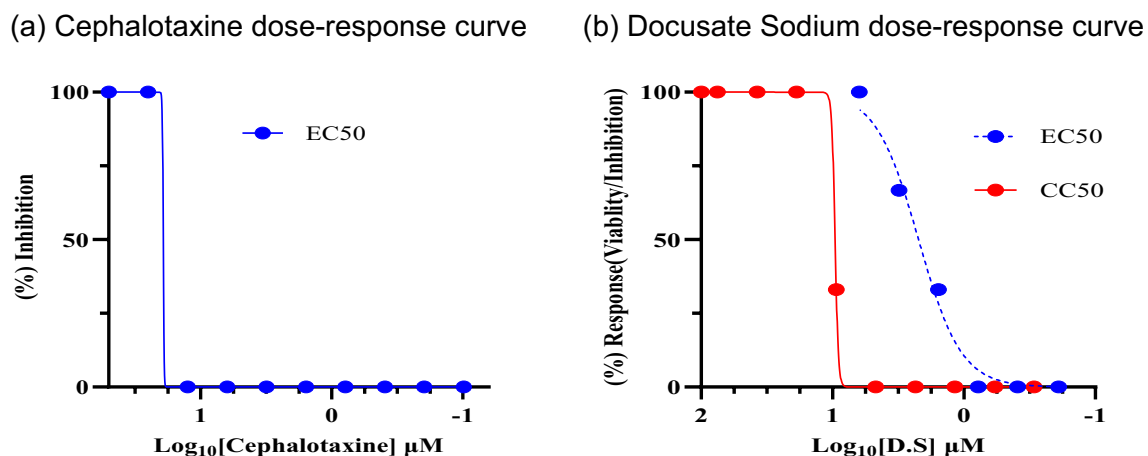 (a) Cephalotaxine dose-response curve
(%) Inhibition
100
50
0
EC50
1
0
-1
Log₁₀[Cephalotaxine] µM
(b) Docusate Sodium dose-response curve
(%) Response(Viablity/Inhibition)
100
50
0
EC50
CC50
2
1
0
-1
Log₁₀[D.S] µM